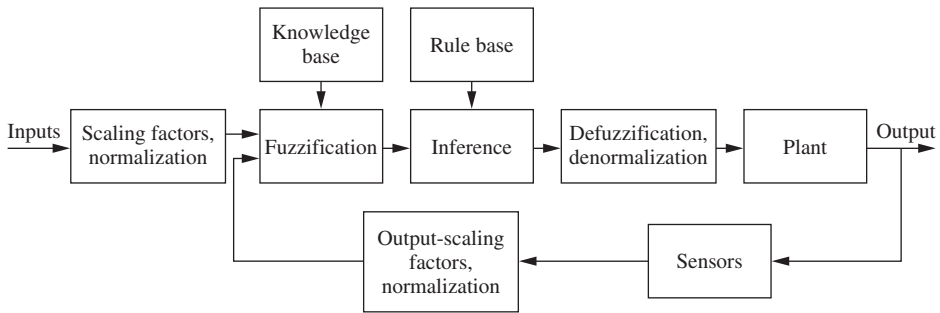 Knowledge
base
Rule base
Inputs
Scaling factors,
normalization
Fuzzification
Inference
Defuzzification,
denormalization
Plant
Output
Output-scaling
factors,
normalization
Sensors